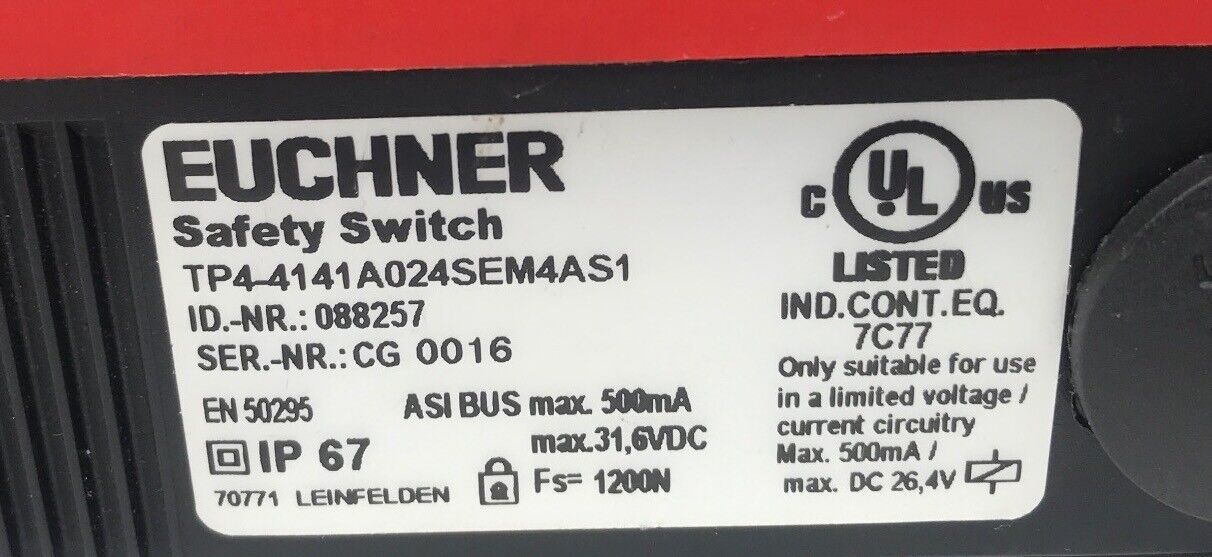 EUCHNER
Safety Switch
TP4-4141A024SEM4AS1
ID.-NR.: 088257
SER.-NR.: CG 0016
EN 50295
ASI BUS max. 500mA
max.31,6VDC
IP 67
Fs= 1200N
70771 LEINFELDEN
C UL US
LISTED
IND.CONT.EQ.
7C77
Only suitable for use
in a limited voltage /
current circuitry
Max. 500mA /
max. DC 26,4V